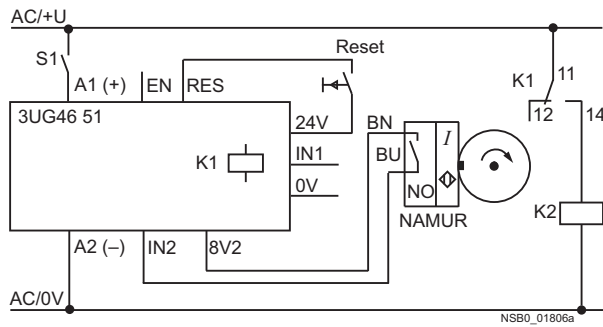 AC/+U
S1
A1 (+)
EN
RES
Reset
3UG46 51
24V
K1
IN1
0V
BN
BU
I
NO
NAMUR
K1
11
12
14
K2
A2 (–)
IN2
8V2
AC/0V
NSB0_01806a